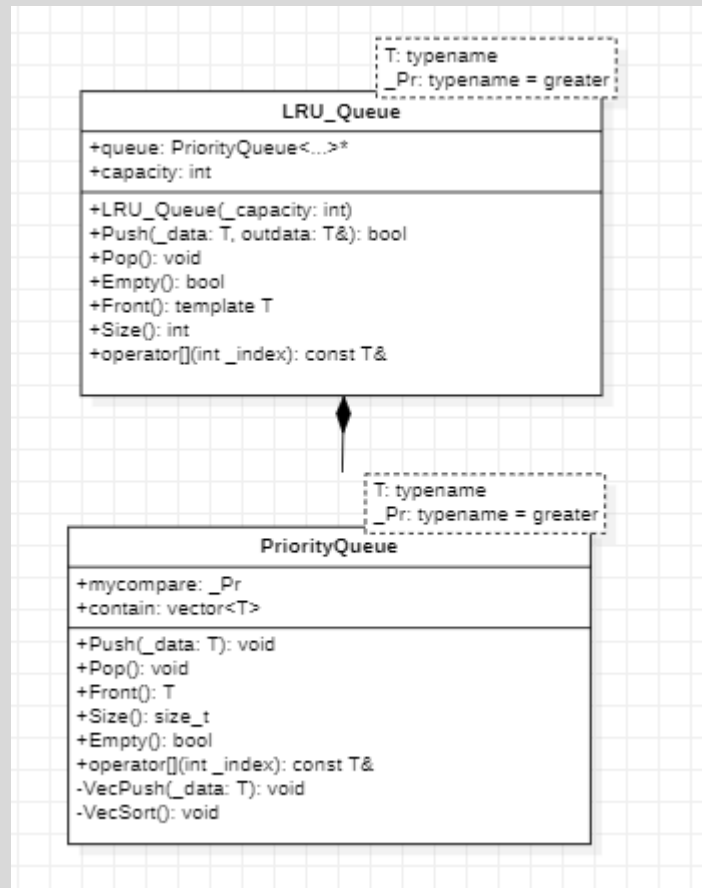 T: typename
_Pr: typename = greater
LRU_Queue
+queue: PriorityQueue<...>*
+capacity: int
+LRU_Queue(_capacity: int)
+Push(_data: T, outdata: T&): bool
+Pop(): void
+Empty(): bool
+Front(): template T
+Size(): int
+operator[](int _index): const T&
T: typename
_Pr: typename = greater
PriorityQueue
+mycompare: _Pr
+contain: vector<T>
+Push(_data: T): void
+Pop(): void
+Front(): T
+Size(): size_t
+Empty(): bool
+operator[](int _index): const T&
-VecPush(_data: T): void
-VecSort(): void